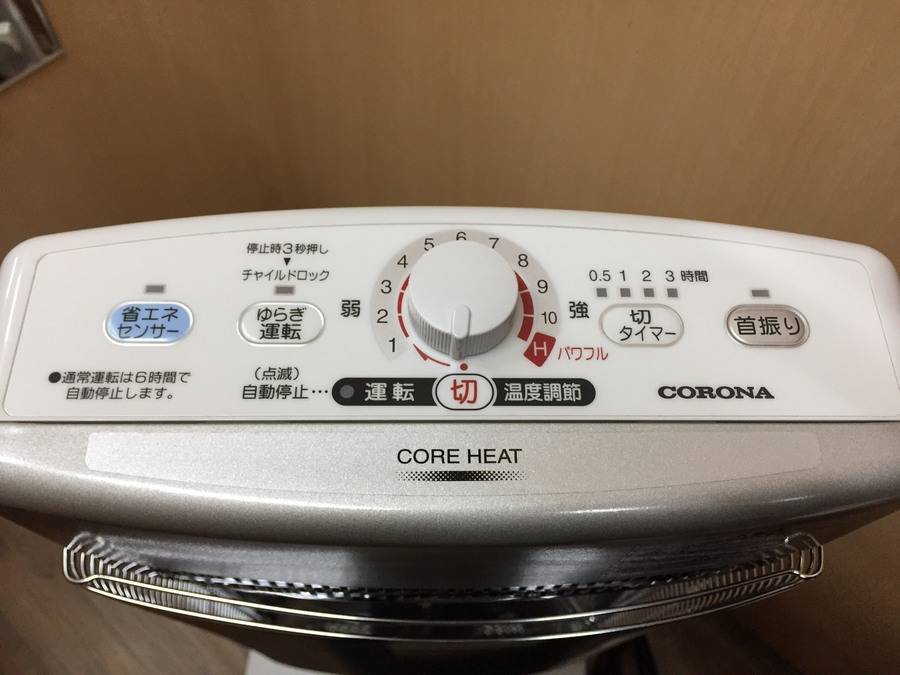 停止時3秒押し
▼
チャイルドロック
省エネ
センサー
ゆらぎ
運転
弱
1
2
3
4
5
6
7
8
9
10
H
パワフル
強
0.5 1 2 3 時間
切
タイマー
首振り
●通常運転は6時間で
自動停止します。
(点滅)
自動停止…
運転
切
温度調節
CORONA
CORE HEAT